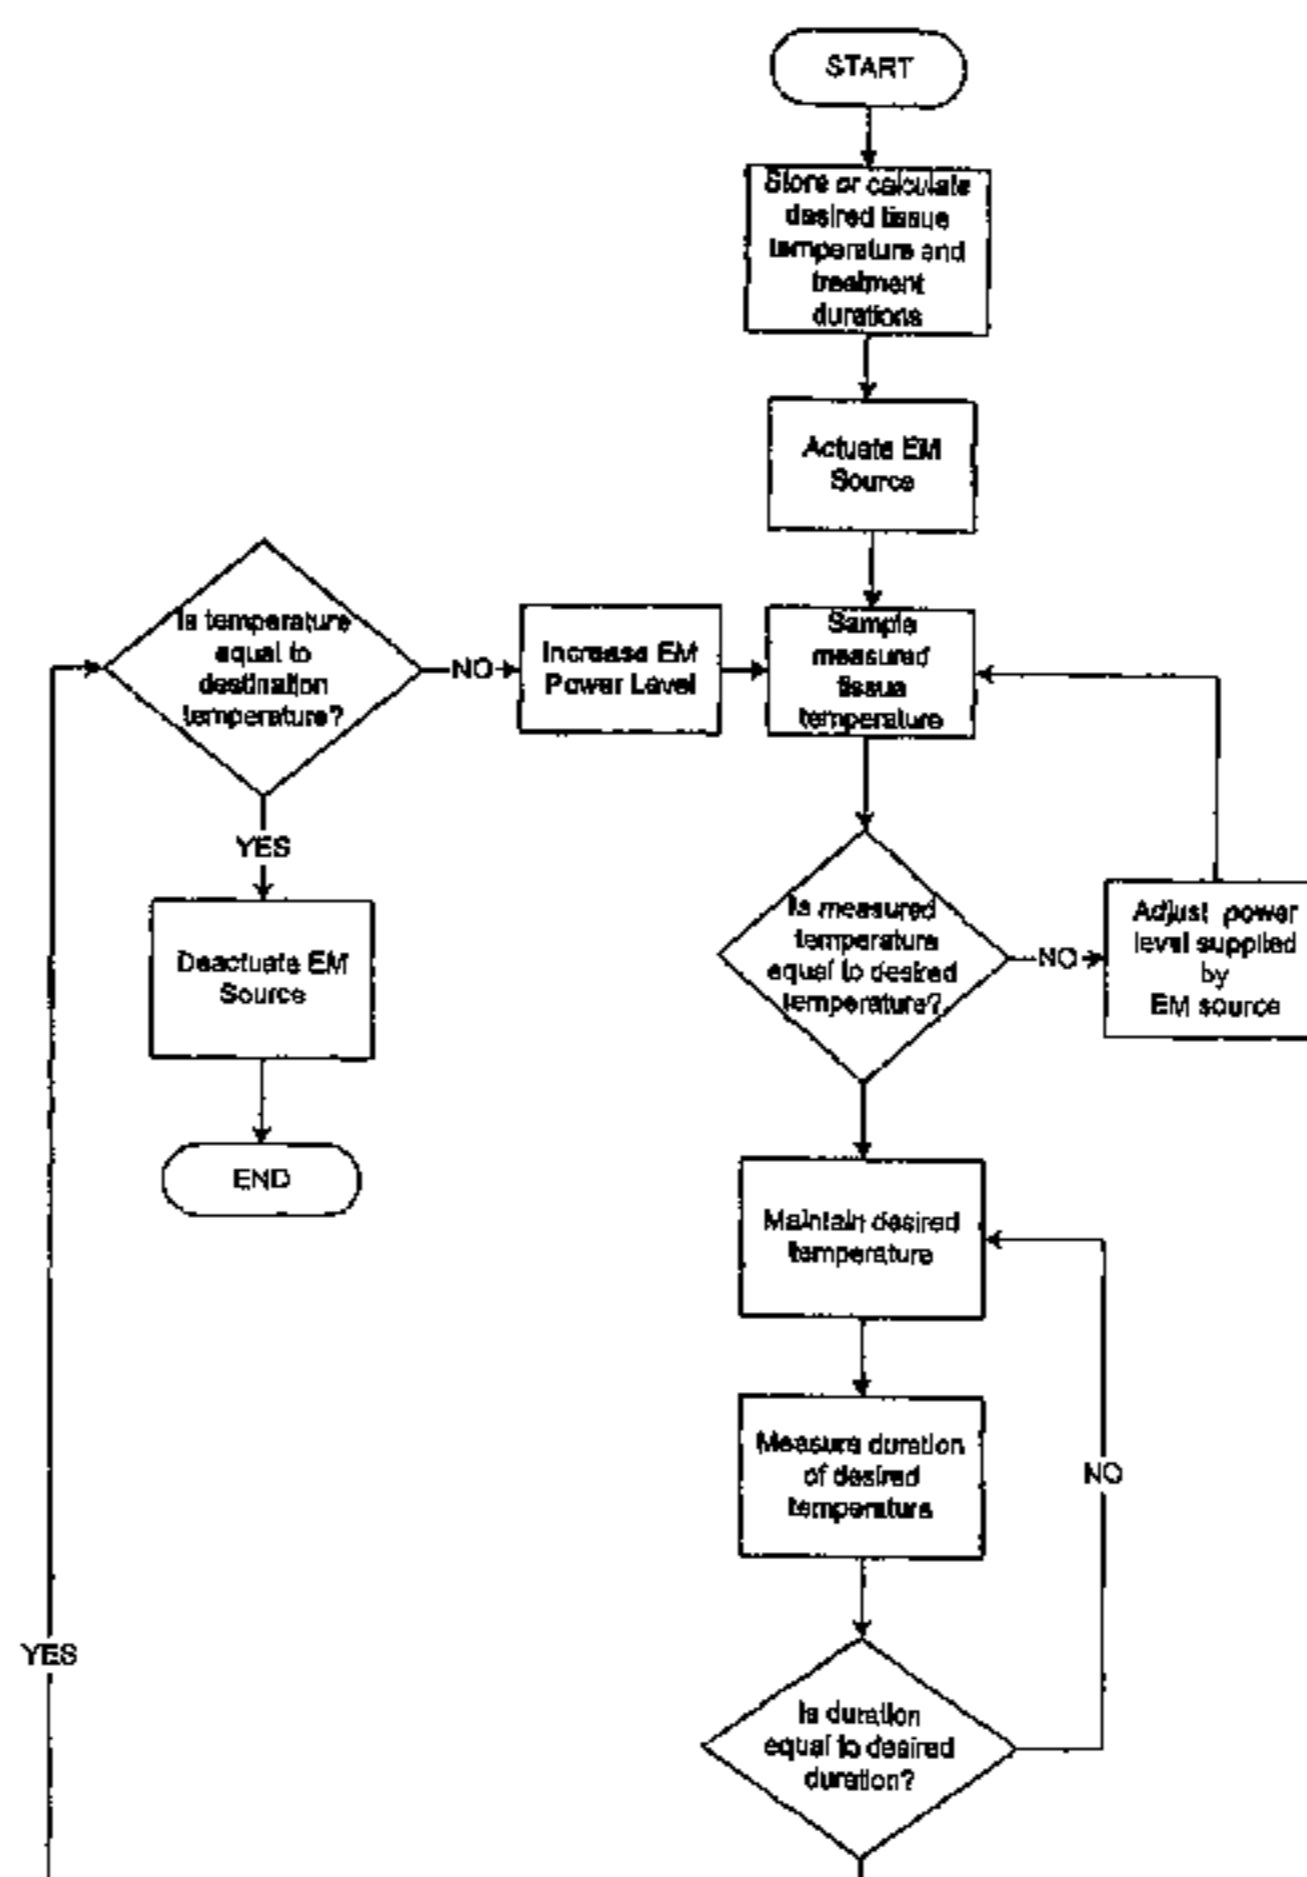 START
Store or calculate
desired tissue
temperature and
treatment
durations
Actuate EM
Source
Is temperature
equal to
destination
temperature?
NO
Increase EM
Power Level
Sample
measured
tissue
temperature
YES
Deactuate EM
Source
END
Is measured
temperature
equal to desired
temperature?
NO
Adjust power
level supplied
by
EM source
Maintain desired
temperature
Measure duration
of desired
temperature
NO
YES
Is duration
equal to desired
duration?